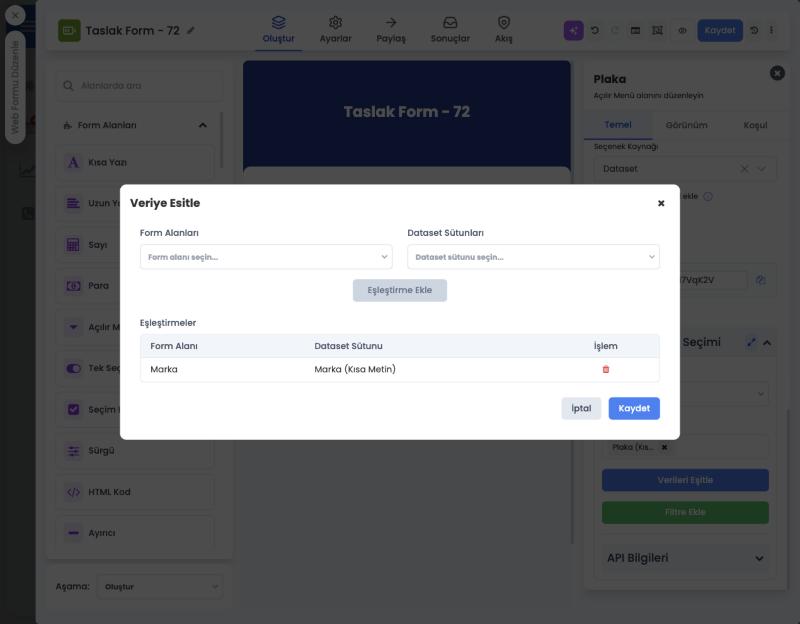 Web Formu Düzenle
Taslak Form - 72
Oluştur
Ayarlar
Paylaş
Sonuçlar
Akış
Kaydet
Alanlarda ara
Form Alanları
Kısa Yazı
Uzun Ya
Sayı
Para
Açılır M
Tek Seç
Seçim
Sürgü
HTML Kod
Ayırıcı
Aşama:
Oluştur
Taslak Form - 72
Plaka
Açılır Menü alanını düzenleyin
Temel
Görünüm
Koşul
Seçenek Kaynağı
Dataset
ekle
7VqK2V
Seçimi
Plaka (Kıs...
Verileri Eşitle
Filtre Ekle
API Bilgileri
Veriye Esitle
Form Alanları
Dataset Sütunları
Form alanı seçin...
Dataset sütunu seçin...
Eşleştirme Ekle
Eşleştirmeler
Form Alanı
Dataset Sütunu
İşlem
Marka
Marka (Kısa Metin)
İptal
Kaydet